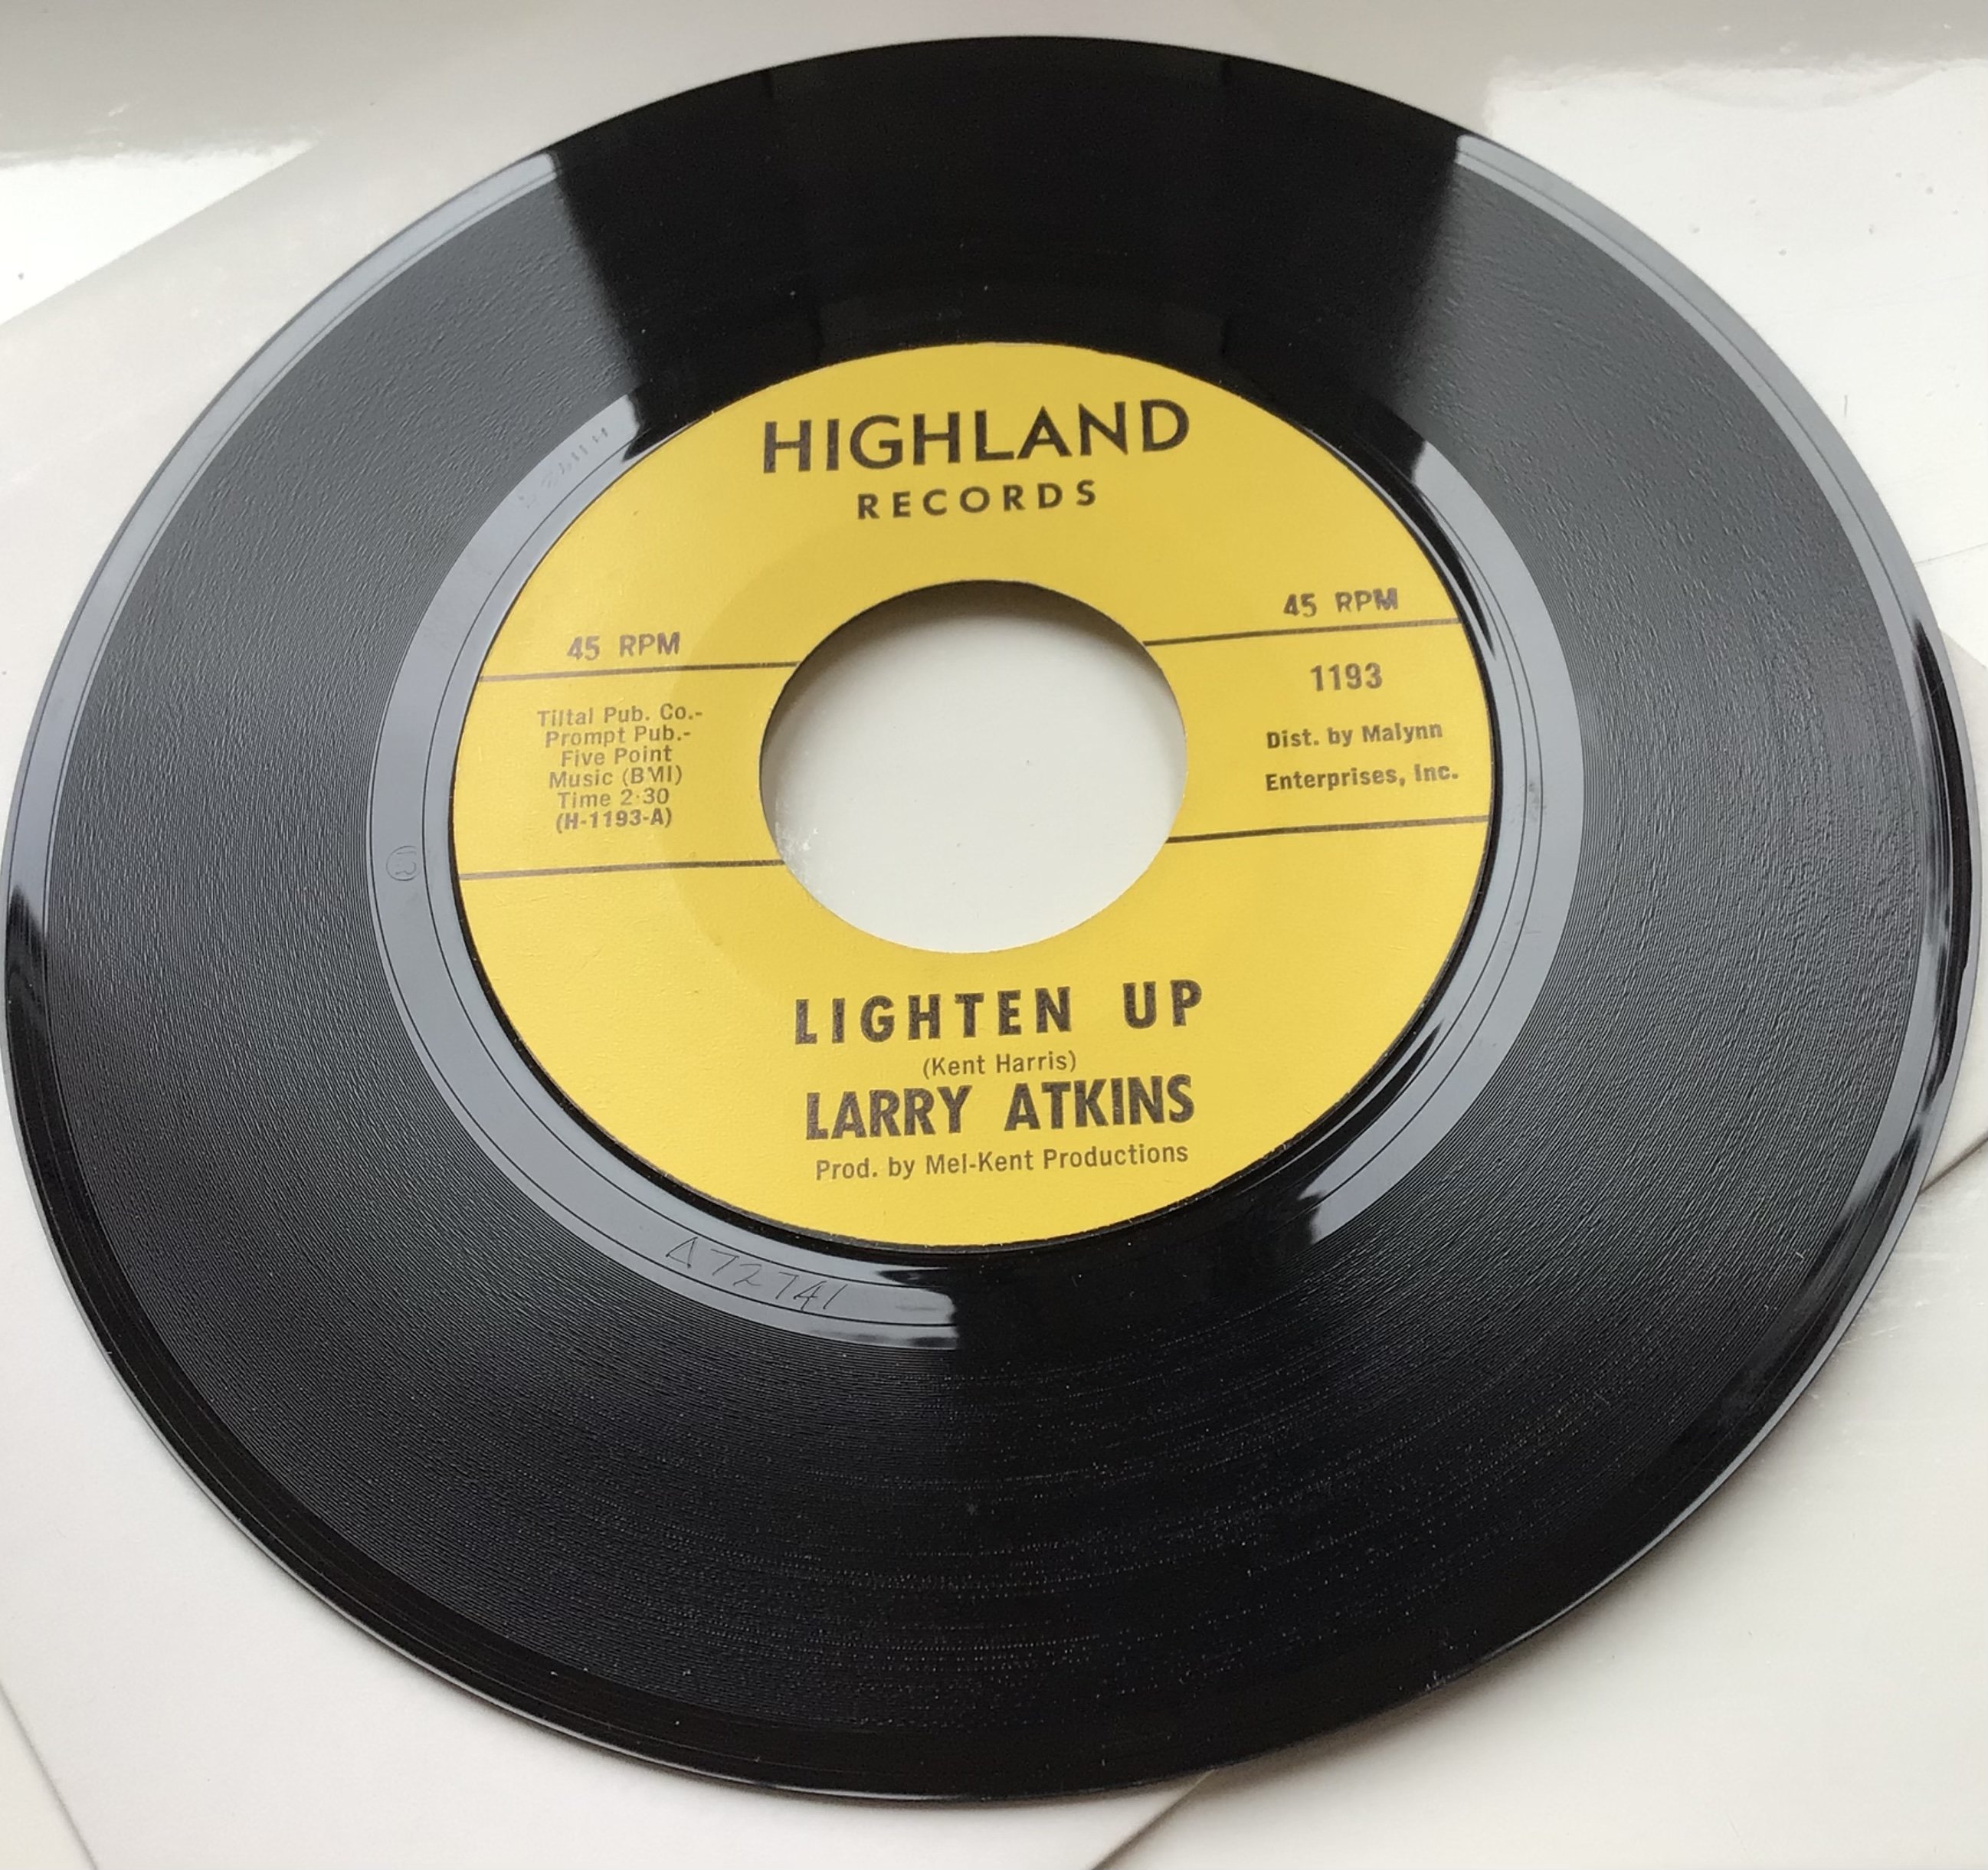 HIGHLAND
RECORDS
45 RPM
45 RPM
Tiltal Pub. Co.-
Prompt Pub.-
Five Point
Music (BMI)
Time 2:30
(H-1193-A)
1193
Dist. by Malynn
Enterprises, Inc.
LIGHTEN UP
(Kent Harris)
LARRY ATKINS
Prod. by Mel-Kent Productions
Δ72741